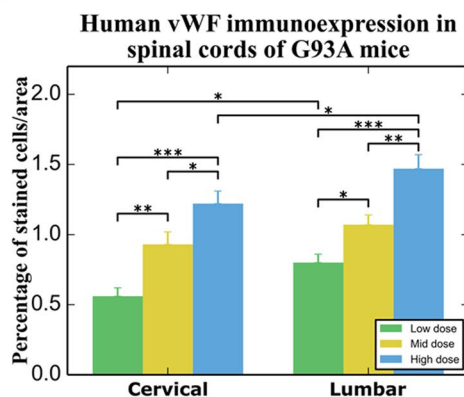 Human vWF immunoexpression in
spinal cords of G93A mice
Percentage of stained cells/area
2.0
1.5
1.0
0.5
0.0
*
*
***
***
*
**
**
*
Low dose
Mid dose
High dose
Cervical
Lumbar